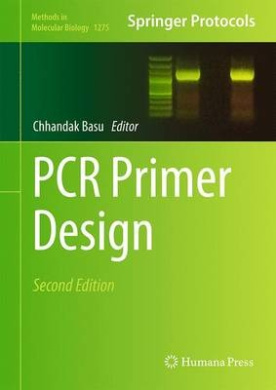 Methods in
Molecular Biology 1275
Springer Protocols
Chhandak Basu Editor
PCR Primer
Design
Second Edition
Humana Press